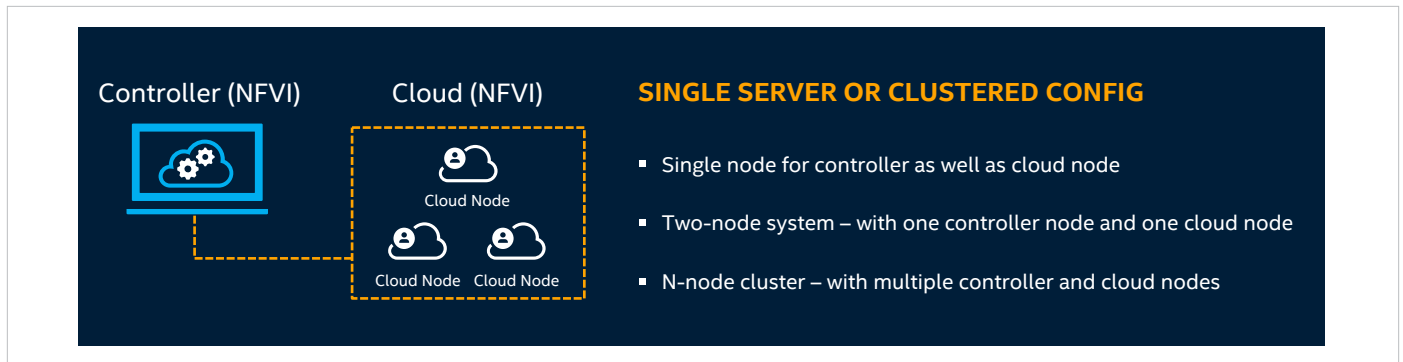 Controller (NFVI)
Cloud (NFVI)
Cloud Node
Cloud Node
Cloud Node
SINGLE SERVER OR CLUSTERED CONFIG
▪ Single node for controller as well as cloud node
▪ Two-node system – with one controller node and one cloud node
▪ N-node cluster – with multiple controller and cloud nodes